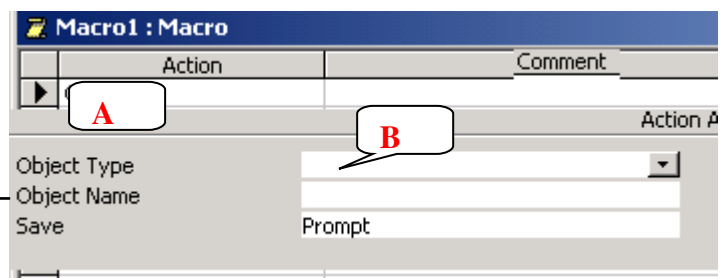 Macro1 : Macro
Action Comment
A
B
Action A
Object Type
Object Name
Save Prompt